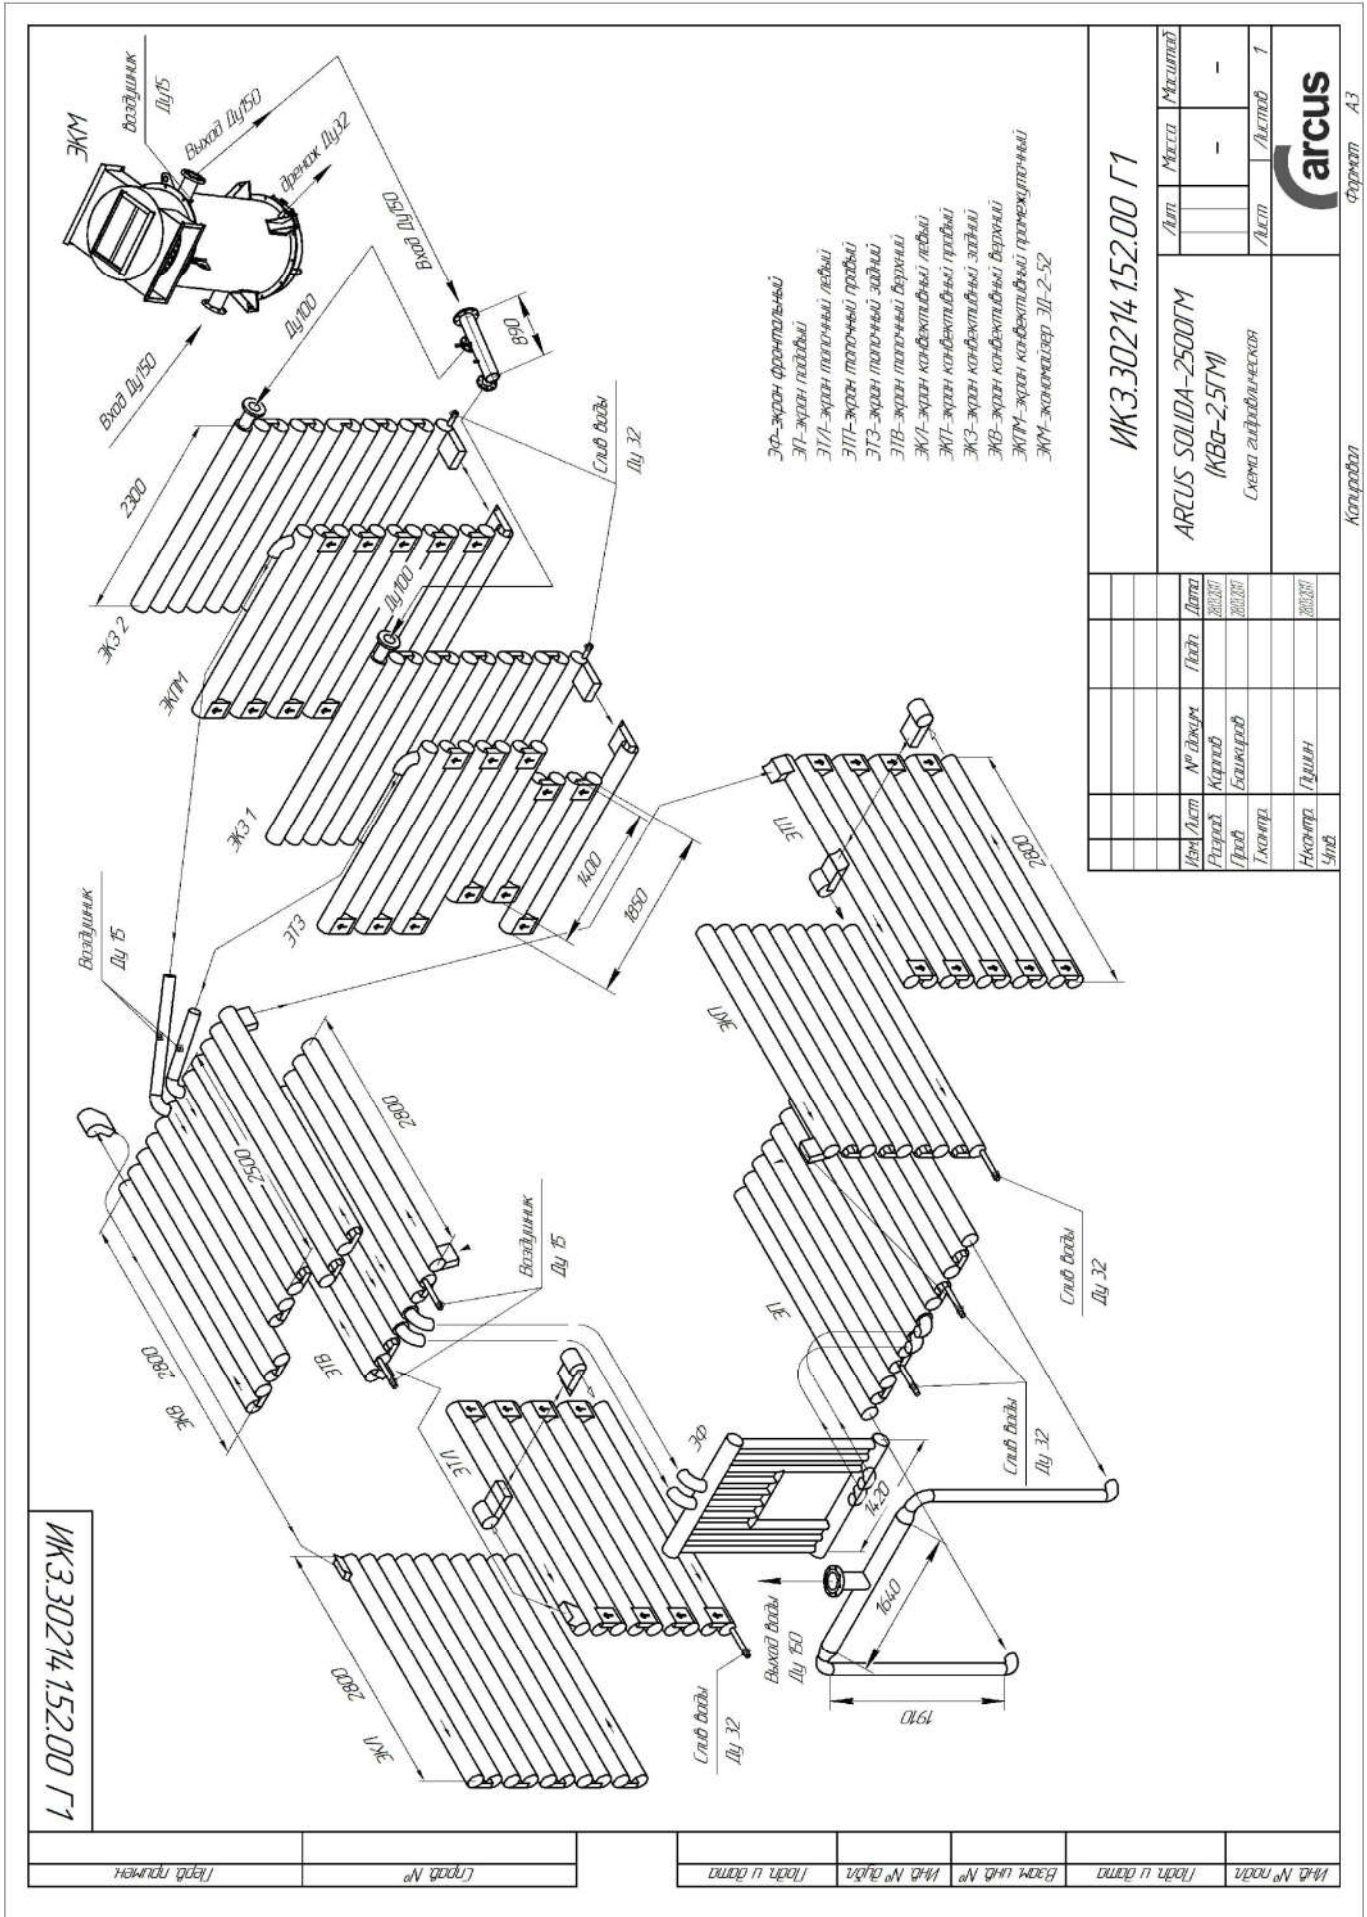 ИК3.30214.152.00 Г1
ЭКМ
воздушник
Ду15
Выход Ду150
дренаж Ду32
Вход Ду150
Ду100
Вход Ду150
890
Слив воды
Ду 32
2300
ЭКЗ 2
ЭКПМ
Ду100
ЭКЗ 1
ЭТЗ
1400
1850
Воздушник
Ду 15
2500
2800
2800
ЭКВ
ЭТВ
Воздушник
Ду 15
ЭТП
2800
ЭКП
ЭП
Слив воды
Ду 32
Слив воды
Ду 32
ЭТЛ
ЭФ
1420
2800
ЭКЛ
Слив воды
Ду 32
Выход воды
Ду 150
1640
1910
ЭФ-экран фронтальный
ЭП-экран подовый
ЭТЛ-экран топочный левый
ЭТП-экран топочный правый
ЭТЗ-экран топочный задний
ЭТВ-экран топочный верхний
ЭКЛ-экран конвективный левый
ЭКП-экран конвективный правый
ЭКЗ-экран конвективный задний
ЭКВ-экран конвективный верхний
ЭКПМ-экран конвективный промежуточный
ЭКМ-экономайзер ЭД-2-52
ИК3.30214.152.00 Г1
ARCUS SOLIDA-2500ГМ
(КВа-2,5ГМ)
Схема гидравлическая
Лит. Масса Масштаб
- -
Лист Листов 1
arcus
Изм. Лист № докум. Подп. Дата
Разраб. Карпов
Пров. Башкиров
Т.контр.
Н.контр. Пушин
Утв.
Копировал Формат А3
Перв. примен.
Справ. №
Подп. и дата
Инв. № дубл.
Взам. инв. №
Подп. и дата
Инв. № подл.